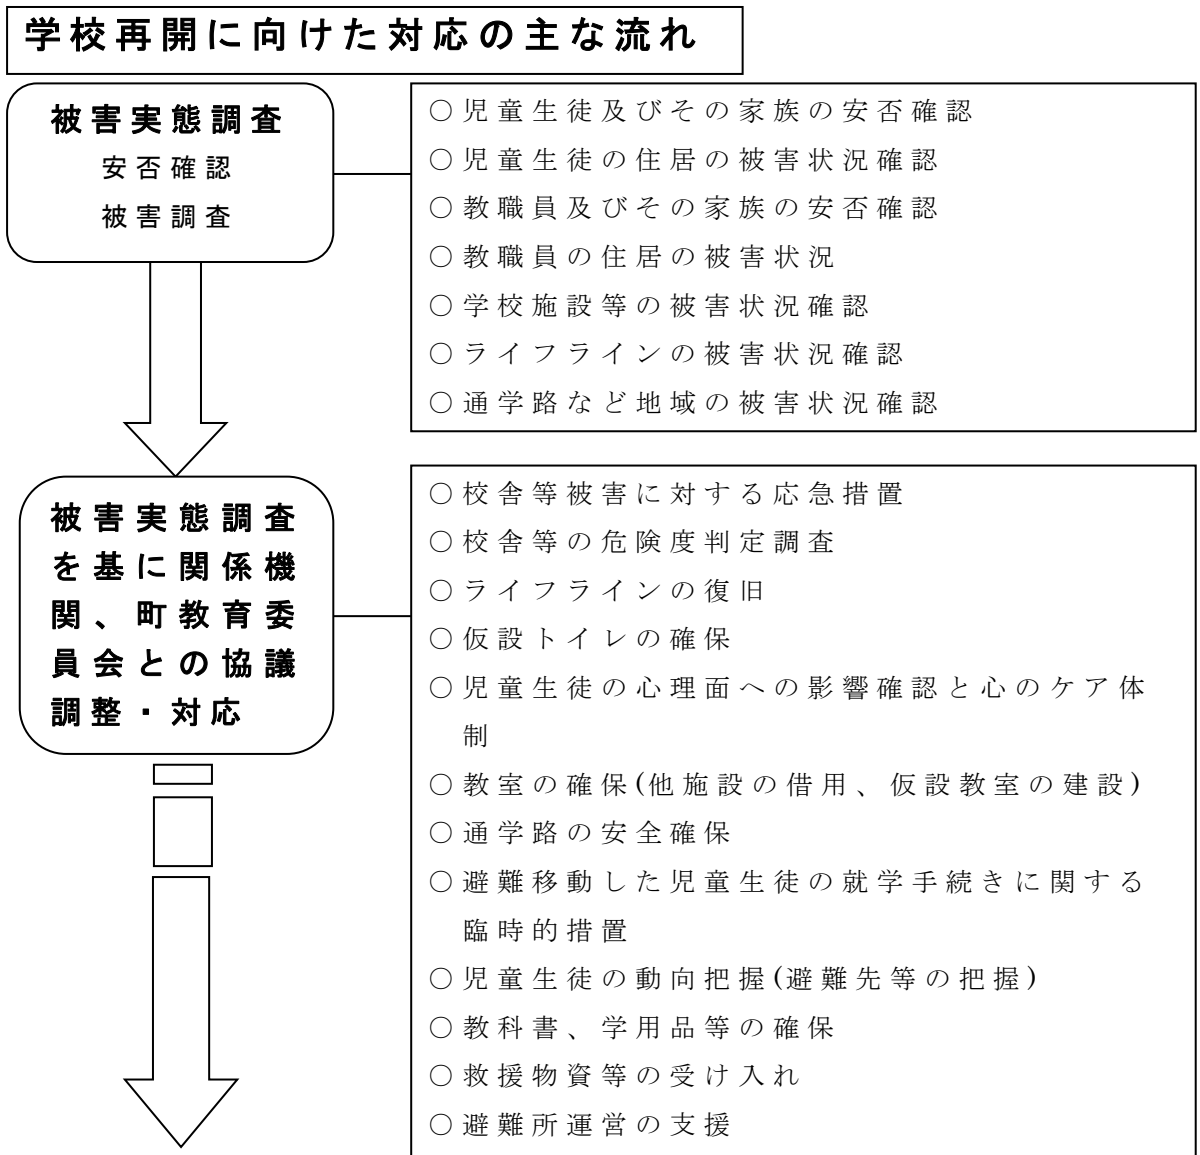 学校再開に向けた対応の主な流れ
被害実態調査
安否確認
被害調査
○児童生徒及びその家族の安否確認
○児童生徒の住居の被害状況確認
○教職員及びその家族の安否確認
○教職員の住居の被害状況
○学校施設等の被害状況確認
○ライフラインの被害状況確認
○通学路など地域の被害状況確認
被害実態調査
を基に関係機
関、町教育委
員会との協議
調整・対応
○校舎等被害に対する応急措置
○校舎等の危険度判定調査
○ライフラインの復旧
○仮設トイレの確保
○児童生徒の心理面への影響確認と心のケア体
制
○教室の確保(他施設の借用、仮設教室の建設)
○通学路の安全確保
○避難移動した児童生徒の就学手続きに関する
臨時的措置
○児童生徒の動向把握(避難先等の把握)
○教科書、学用品等の確保
○救援物資等の受け入れ
○避難所運営の支援